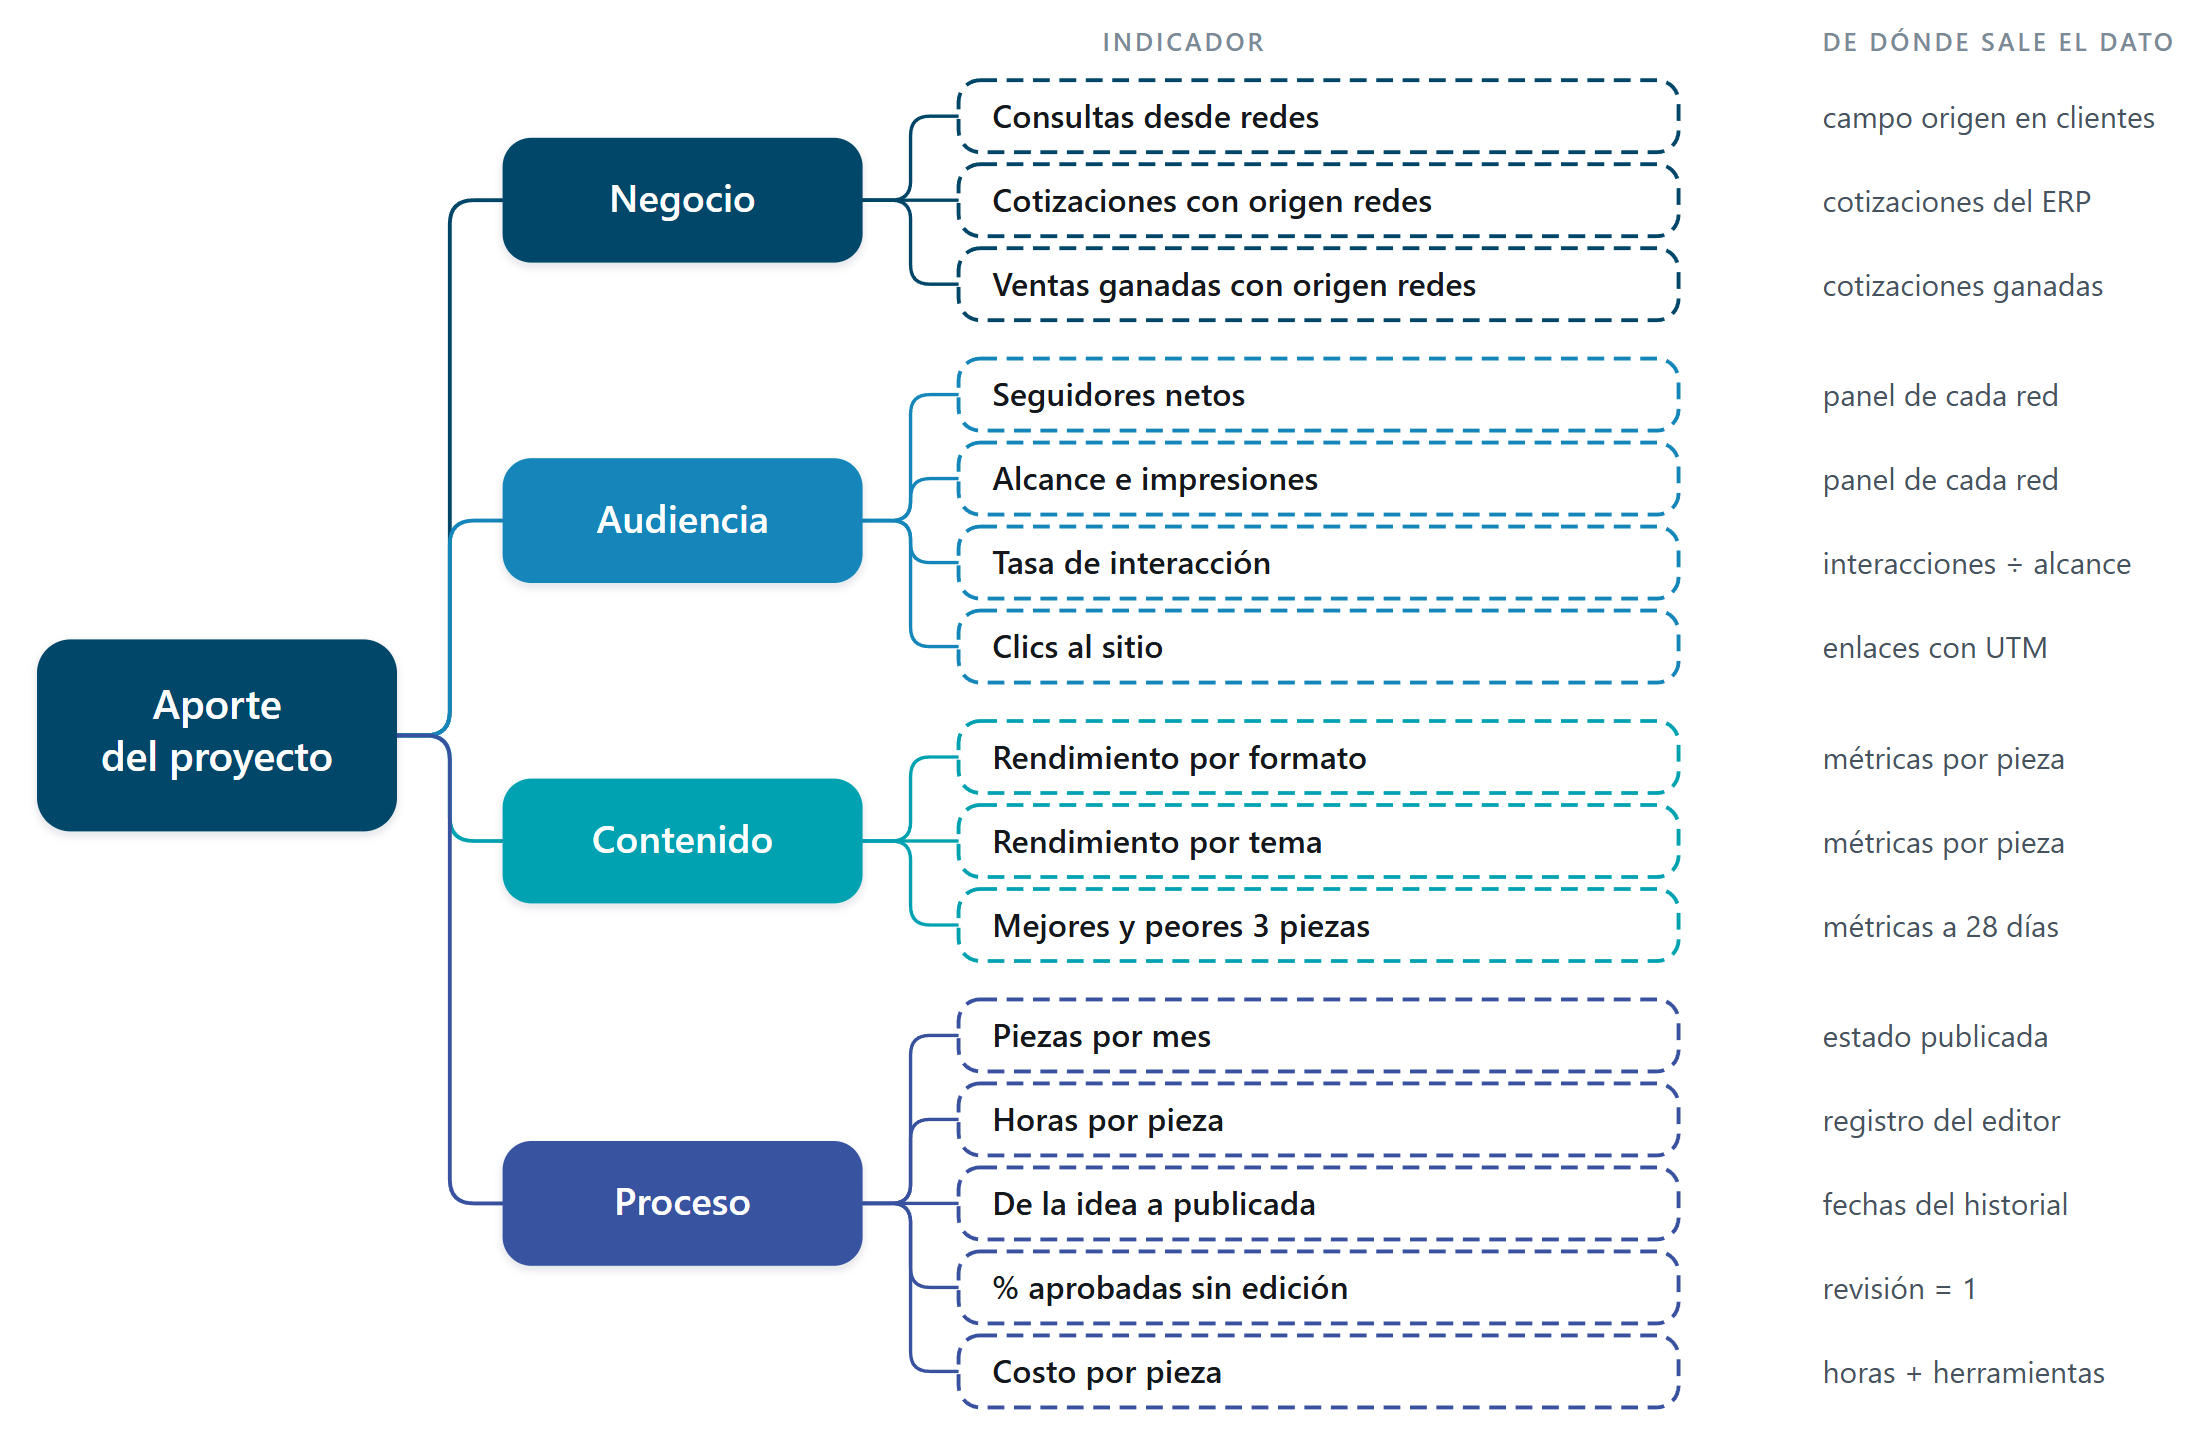 INDICADOR
DE DÓNDE SALE EL DATO
Aporte
del proyecto
Negocio
Consultas desde redes
campo origen en clientes
Cotizaciones con origen redes
cotizaciones del ERP
Ventas ganadas con origen redes
cotizaciones ganadas
Audiencia
Seguidores netos
panel de cada red
Alcance e impresiones
panel de cada red
Tasa de interacción
interacciones ÷ alcance
Clics al sitio
enlaces con UTM
Contenido
Rendimiento por formato
métricas por pieza
Rendimiento por tema
métricas por pieza
Mejores y peores 3 piezas
métricas a 28 días
Proceso
Piezas por mes
estado publicada
Horas por pieza
registro del editor
De la idea a publicada
fechas del historial
% aprobadas sin edición
revisión = 1
Costo por pieza
horas + herramientas